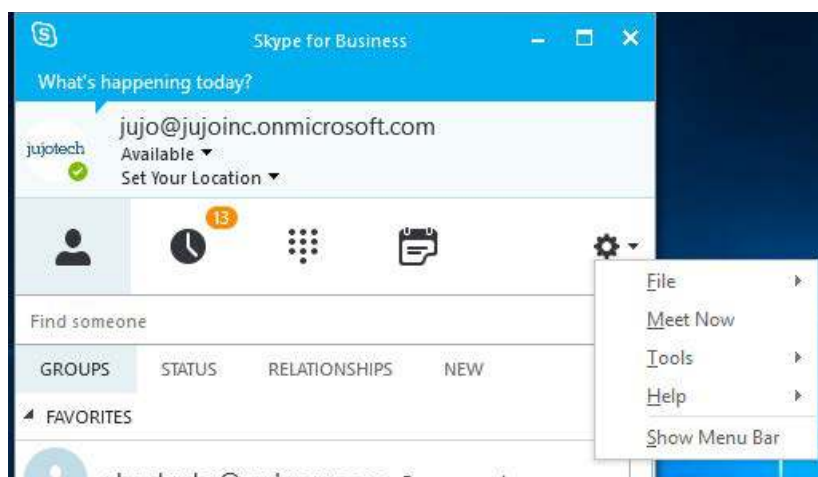 Skype for Business
What's happening today?
jujo@jujoinc.onmicrosoft.com
jujotech
Available
Set Your Location
13
File
Meet Now
Tools
Help
Show Menu Bar
Find someone
GROUPS STATUS RELATIONSHIPS NEW
FAVORITES